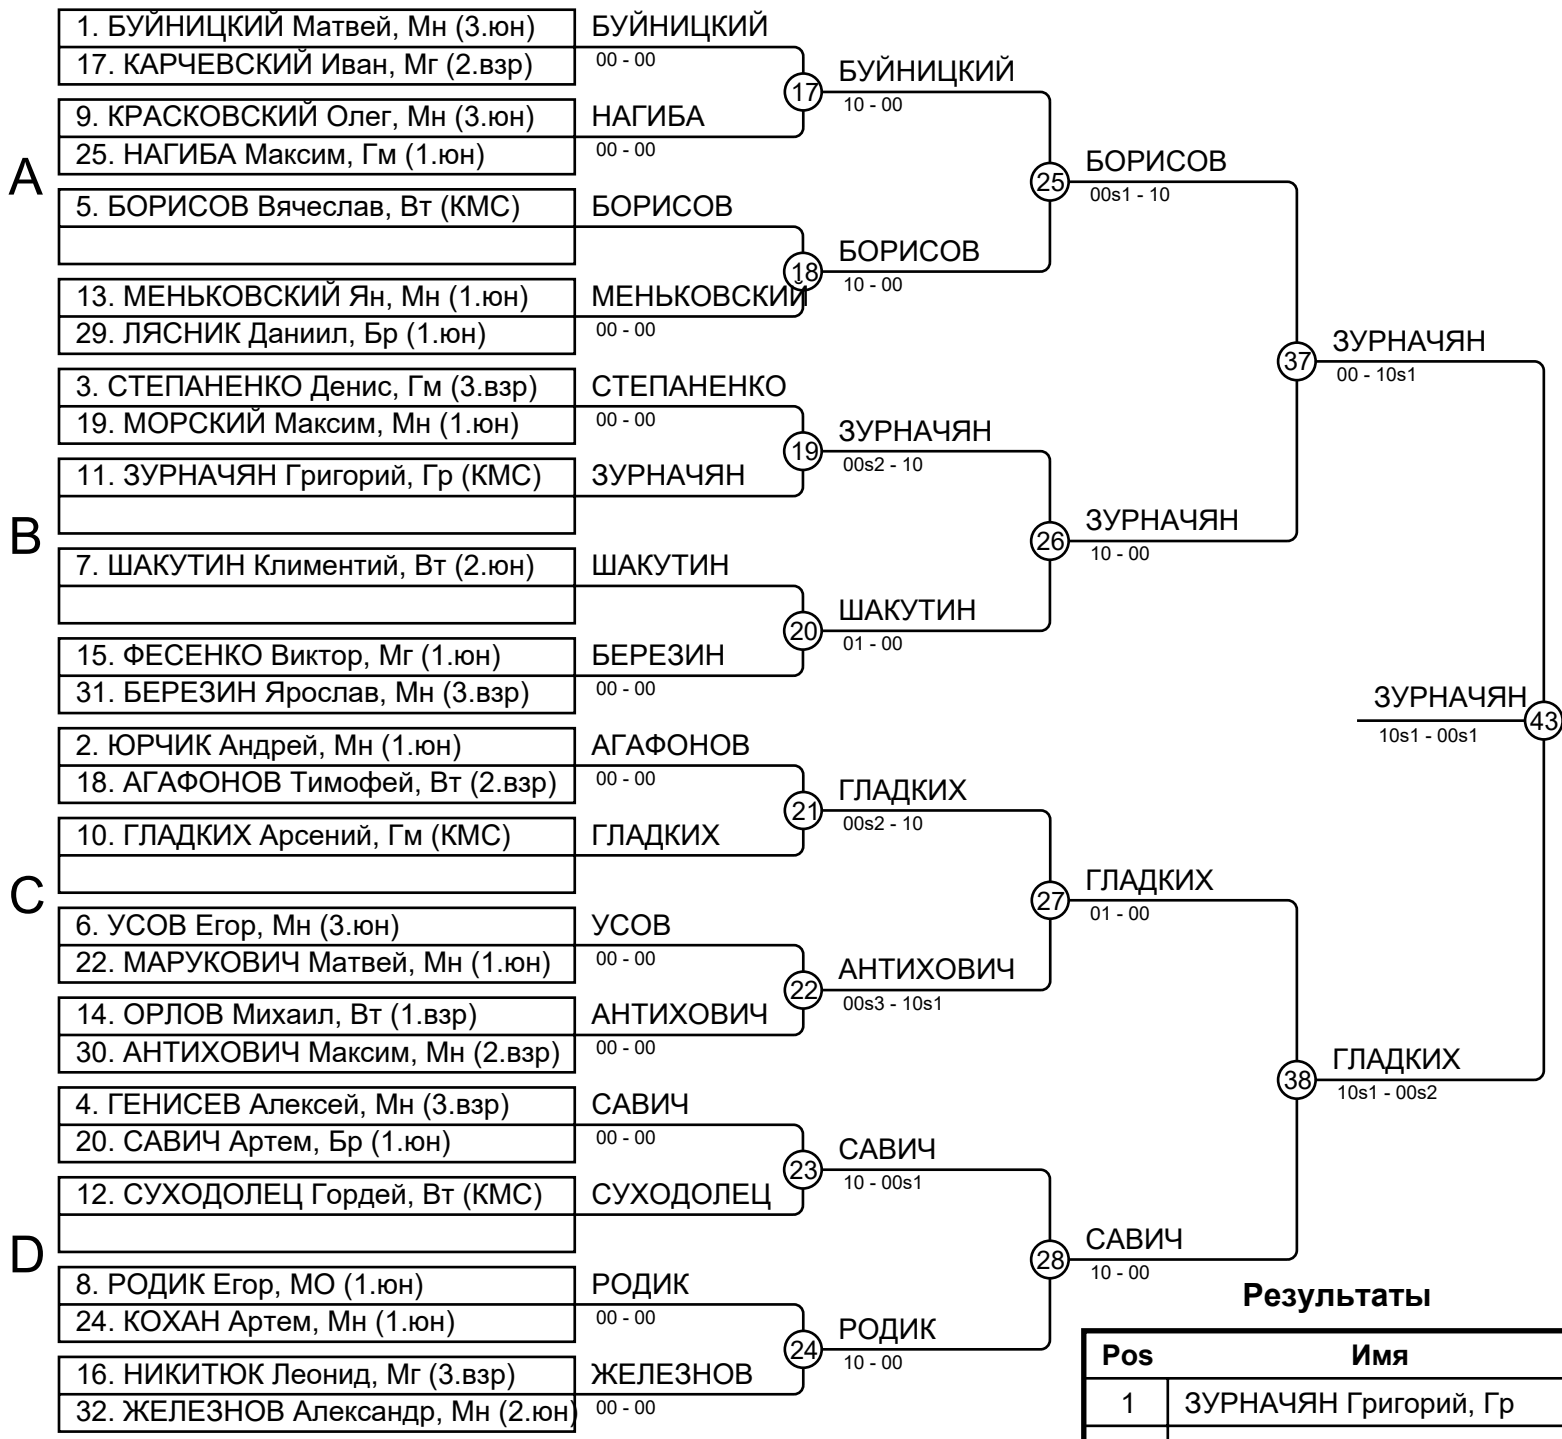 A
1. БУЙНИЦКИЙ Матвей, Мн (3.юн)
17. КАРЧЕВСКИЙ Иван, Мг (2.взр)
9. КРАСКОВСКИЙ Олег, Мн (3.юн)
25. НАГИБА Максим, Гм (1.юн)
5. БОРИСОВ Вячеслав, Вт (КМС)
13. МЕНЬКОВСКИЙ Ян, Мн (1.юн)
29. ЛЯСНИК Даниил, Бр (1.юн)
B
3. СТЕПАНЕНКО Денис, Гм (3.взр)
19. МОРСКИЙ Максим, Мн (1.юн)
11. ЗУРНАЧЯН Григорий, Гр (КМС)
7. ШАКУТИН Климентий, Вт (2.юн)
15. ФЕСЕНКО Виктор, Мг (1.юн)
31. БЕРЕЗИН Ярослав, Мн (3.взр)
C
2. ЮРЧИК Андрей, Мн (1.юн)
18. АГАФОНОВ Тимофей, Вт (2.взр)
10. ГЛАДКИХ Арсений, Гм (КМС)
6. УСОВ Егор, Мн (3.юн)
22. МАРУКОВИЧ Матвей, Мн (1.юн)
14. ОРЛОВ Михаил, Вт (1.взр)
30. АНТИХОВИЧ Максим, Мн (2.взр)
D
4. ГЕНИСЕВ Алексей, Мн (3.взр)
20. САВИЧ Артем, Бр (1.юн)
12. СУХОДОЛЕЦ Гордей, Вт (КМС)
8. РОДИК Егор, МО (1.юн)
24. КОХАН Артем, Мн (1.юн)
16. НИКИТЮК Леонид, Мг (3.взр)
32. ЖЕЛЕЗНОВ Александр, Мн (2.юн)
БУЙНИЦКИЙ
00 - 00
НАГИБА
00 - 00
БОРИСОВ
МЕНЬКОВСКИЙ
00 - 00
СТЕПАНЕНКО
00 - 00
ЗУРНАЧЯН
ШАКУТИН
БЕРЕЗИН
00 - 00
АГАФОНОВ
00 - 00
ГЛАДКИХ
УСОВ
00 - 00
АНТИХОВИЧ
00 - 00
САВИЧ
00 - 00
СУХОДОЛЕЦ
РОДИК
00 - 00
ЖЕЛЕЗНОВ
00 - 00
17
БУЙНИЦКИЙ
10 - 00
18
БОРИСОВ
10 - 00
19
ЗУРНАЧЯН
00s2 - 10
20
ШАКУТИН
01 - 00
21
ГЛАДКИХ
00s2 - 10
22
АНТИХОВИЧ
00s3 - 10s1
23
САВИЧ
10 - 00s1
24
РОДИК
10 - 00
25
БОРИСОВ
00s1 - 10
26
ЗУРНАЧЯН
10 - 00
27
ГЛАДКИХ
01 - 00
28
САВИЧ
10 - 00
37
ЗУРНАЧЯН
00 - 10s1
38
ГЛАДКИХ
10s1 - 00s2
ЗУРНАЧЯН
43
10s1 - 00s1
Результаты
Pos Имя
1 ЗУРНАЧЯН Григорий, Гр